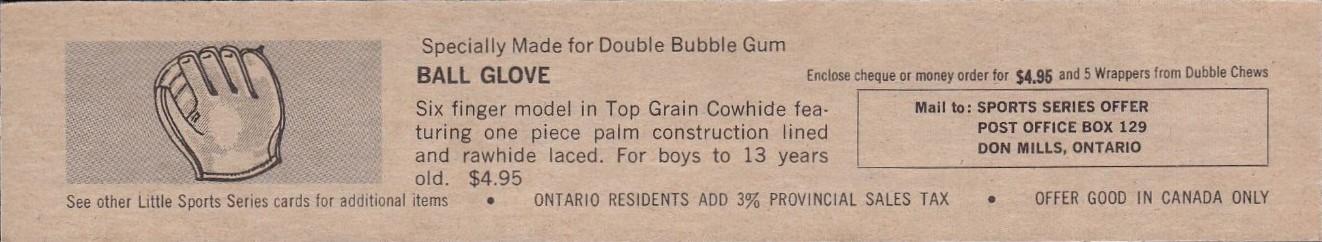 Specially Made for Double Bubble Gum
BALL GLOVE
Six finger model in Top Grain Cowhide fea-
turing one piece palm construction lined
and rawhide laced. For boys to 13 years
old. $4.95
Enclose cheque or money order for $4.95 and 5 Wrappers from Dubble Chews
Mail to: SPORTS SERIES OFFER
POST OFFICE BOX 129
DON MILLS, ONTARIO
See other Little Sports Series cards for additional items • ONTARIO RESIDENTS ADD 3% PROVINCIAL SALES TAX • OFFER GOOD IN CANADA ONLY